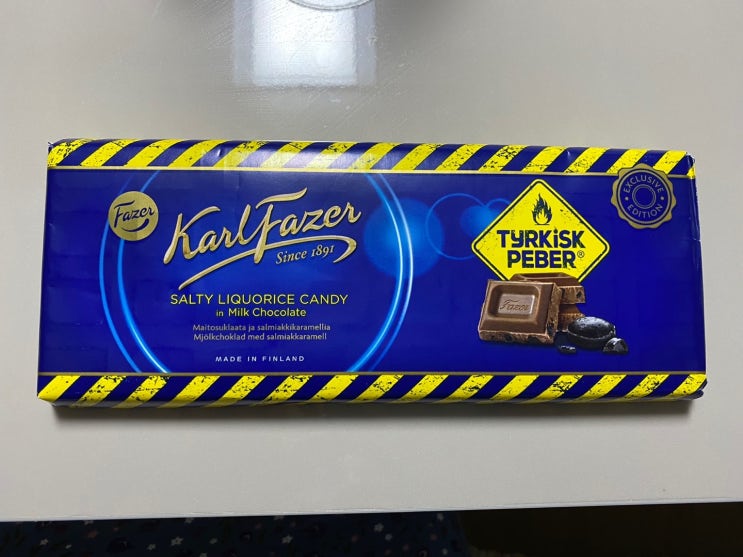 Fazer
Karl Fazer
Since 1891
SALTY LIQUORICE CANDY
in Milk Chocolate
Maitosuklaata ja salmiakkikaramellia
Mjölkchoklad med salmiakkaramell
MADE IN FINLAND
TYRKISK
PEBER®
Fazer
EXCLUSIVE
EDITION